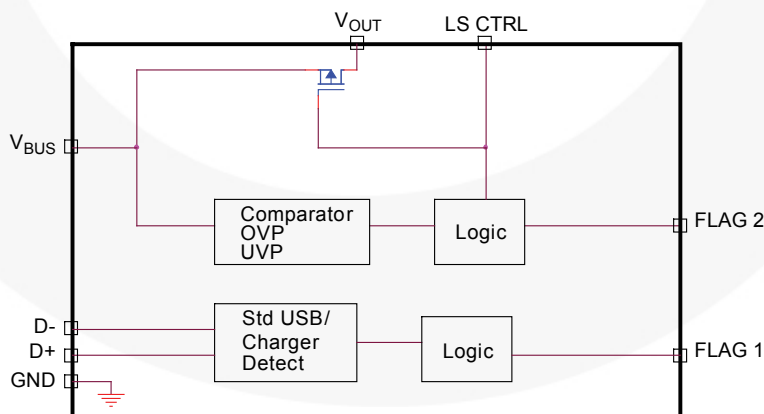 VOUT
LS CTRL
VBUS
Comparator
OVP
UVP
Logic
FLAG 2
D-
D+
GND
Std USB/
Charger
Detect
Logic
FLAG 1